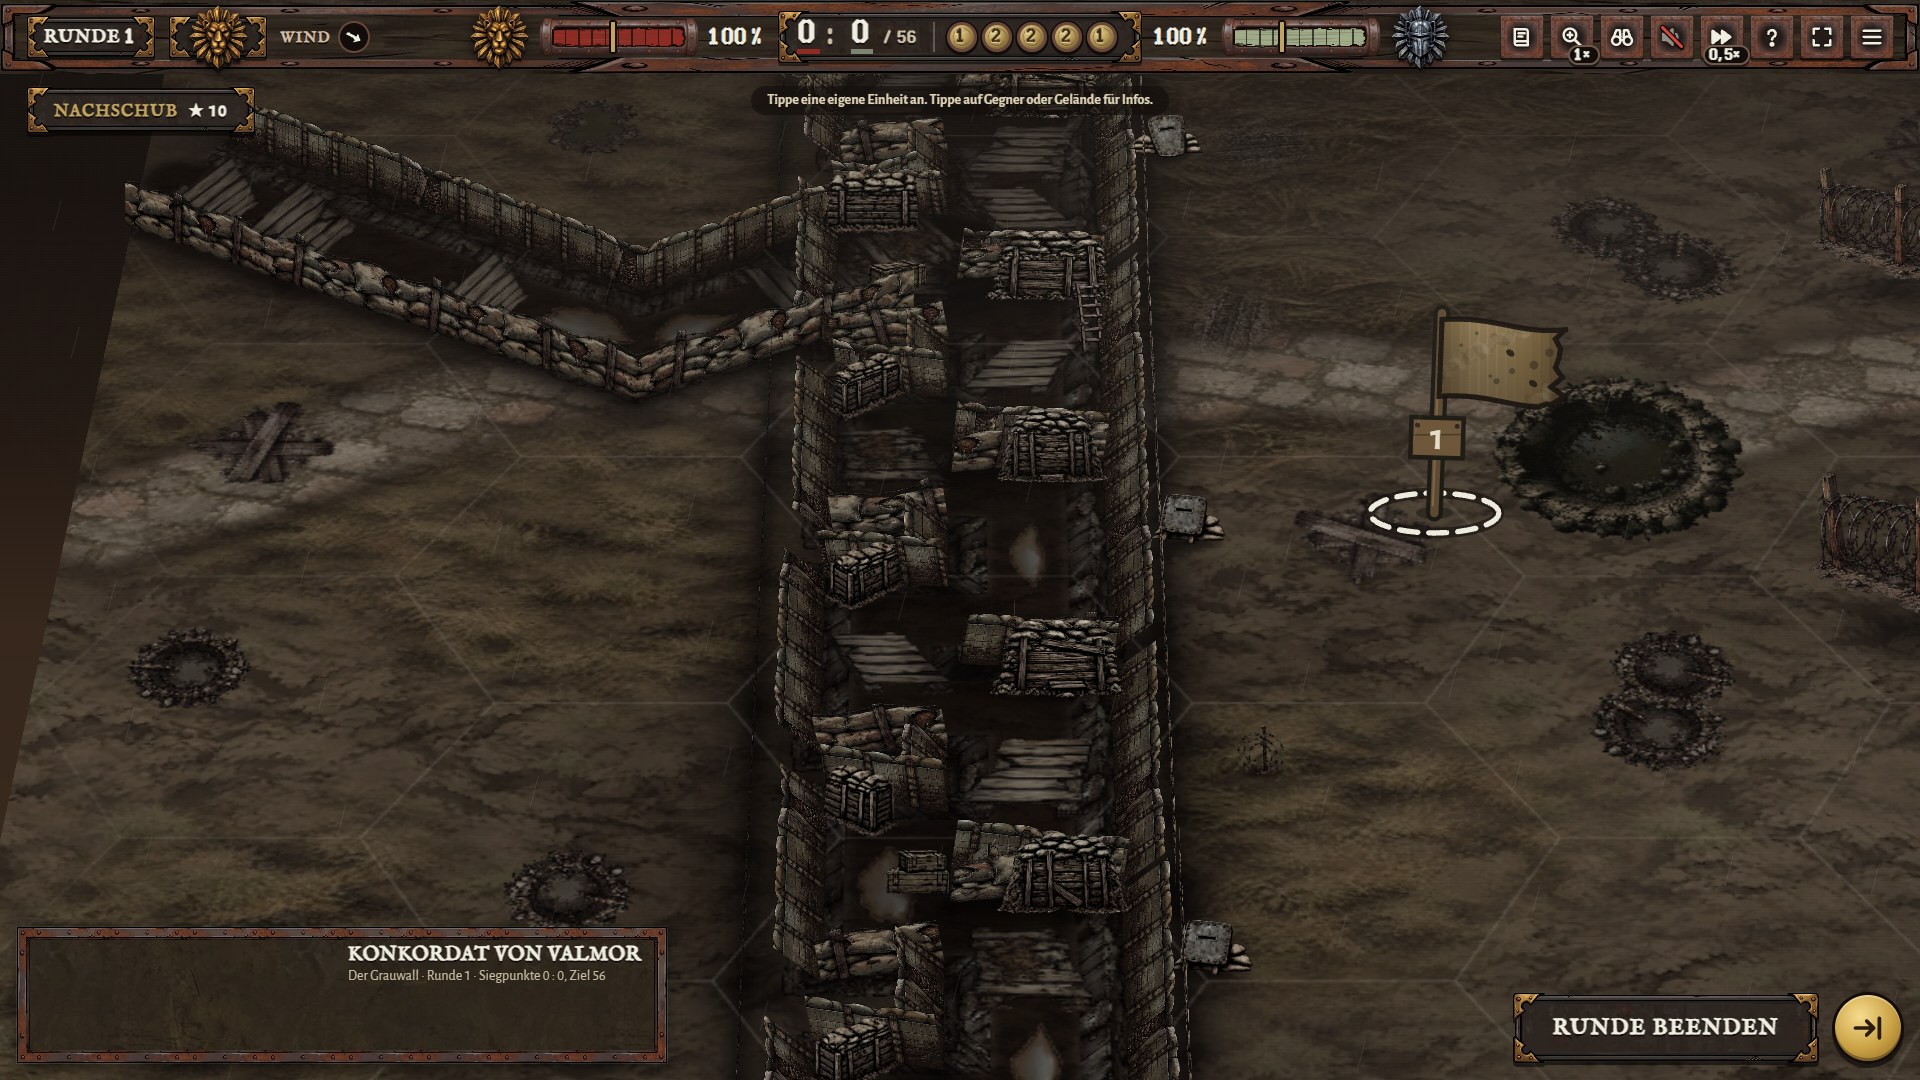 RUNDE 1
WIND
100 %
0 : 0 / 56
1 2 2 2 1
100 %
1×
0,5×
?
NACHSCHUB ★ 10
Tippe eine eigene Einheit an. Tippe auf Gegner oder Gelände für Infos.
1
KONKORDAT VON VALMOR
Der Grauwall · Runde 1 · Siegpunkte 0 : 0, Ziel 56
RUNDE BEENDEN